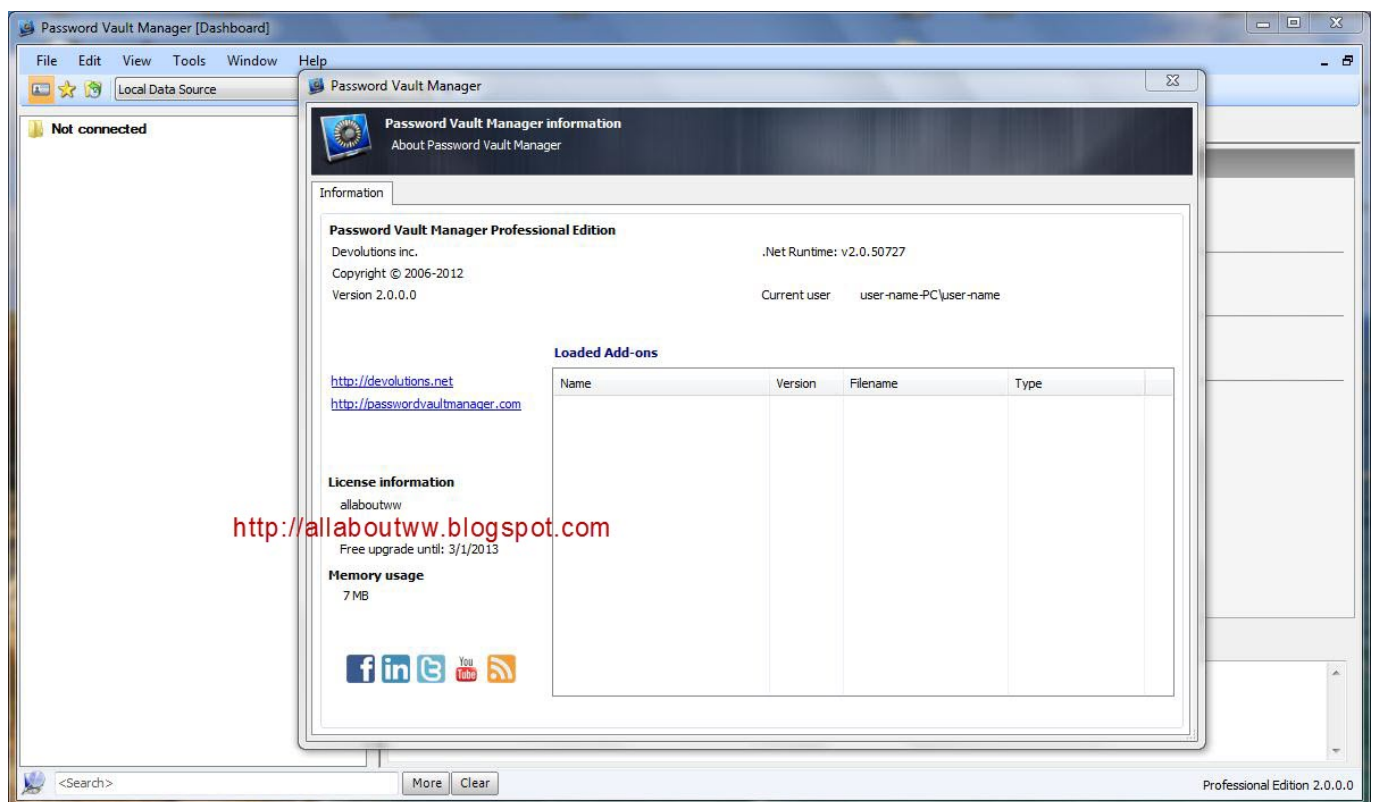 Password Vault Manager [Dashboard]
File Edit View Tools Window Help
Local Data Source
Not connected
Password Vault Manager
Password Vault Manager information
About Password Vault Manager
Information
Password Vault Manager Professional Edition
Devolutions inc.
.Net Runtime: v2.0.50727
Copyright © 2006-2012
Version 2.0.0.0
Current user user-name-PC\user-name
Loaded Add-ons
http://devolutions.net
Name Version Filename Type
http://passwordvaultmanager.com
License information
allaboutww
http://allaboutww.blogspot.com
Free upgrade until: 3/1/2013
Memory usage
7 MB
f in You Tube
<Search> More Clear
Professional Edition 2.0.0.0